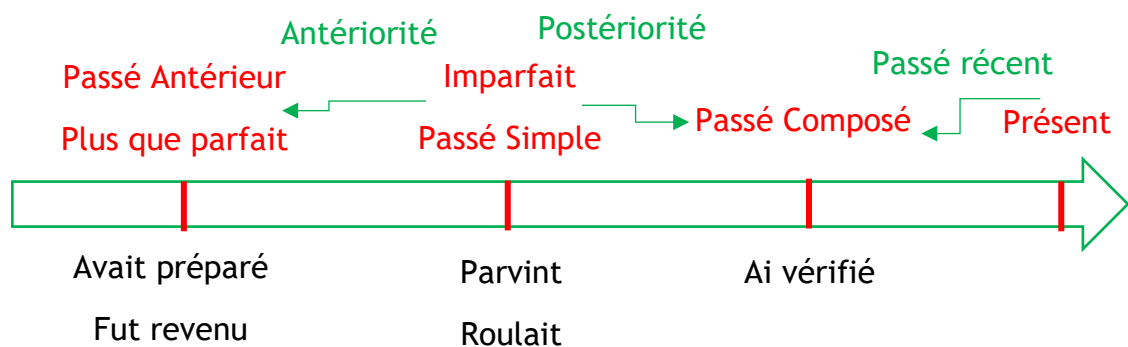 Antériorité Postériorité
Passé Antérieur Imparfait Passé récent
Plus que parfait Passé Simple Passé Composé Présent
Avait préparé Parvint Ai vérifié
Fut revenu Roulait